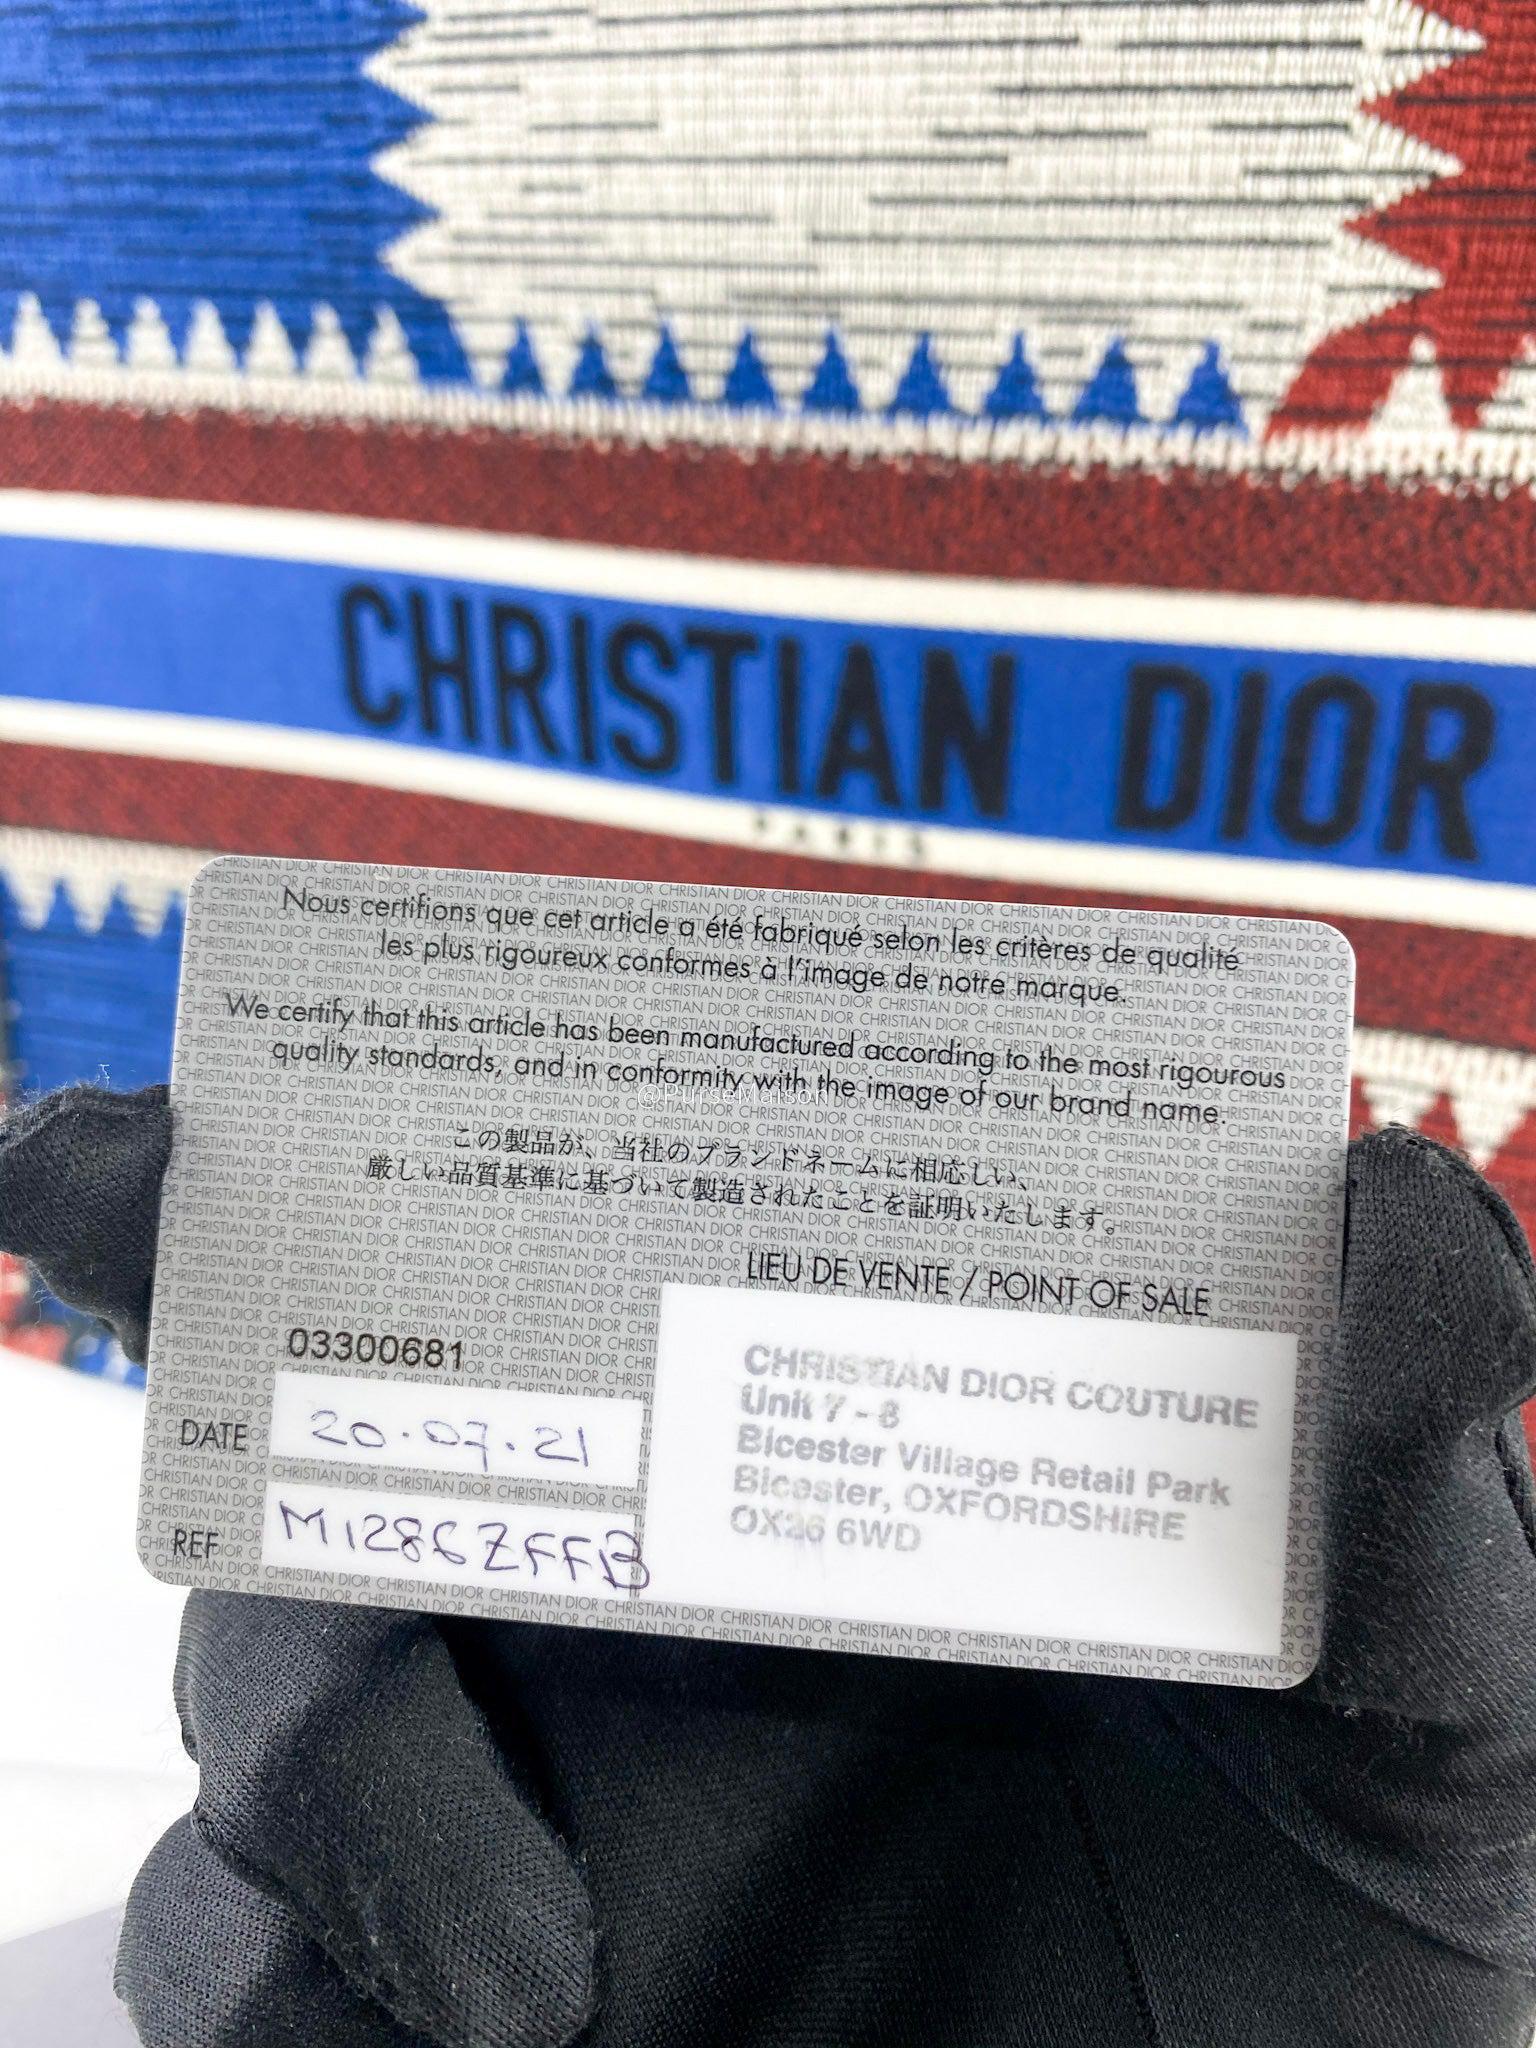 CHRISTIAN DIOR
PARIS
Nous certifions que cet article a été fabriqué selon les critères de qualité
les plus rigoureux conformes à l'image de notre marque.
We certify that this article has been manufactured according to the most rigourous
quality standards, and in conformity with the image of our brand name.
@PurseMaison
この製品が、当社のブランドネームに相応しい、
厳しい品質基準に基づいて製造されたことを証明いたします。
LIEU DE VENTE / POINT OF SALE
03300681
CHRISTIAN DIOR COUTURE
Unit 7 - 8
Bicester Village Retail Park
Bicester, OXFORDSHIRE
OX26 6WD
DATE 20.07.21
REF M1286ZFFB